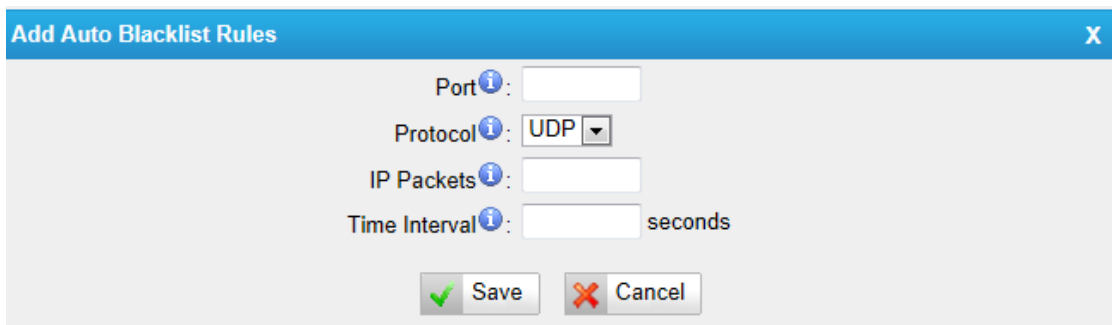 Add Auto Blacklist Rules X
Port i :
Protocol i : UDP
IP Packets i :
Time Interval i : seconds
Save Cancel